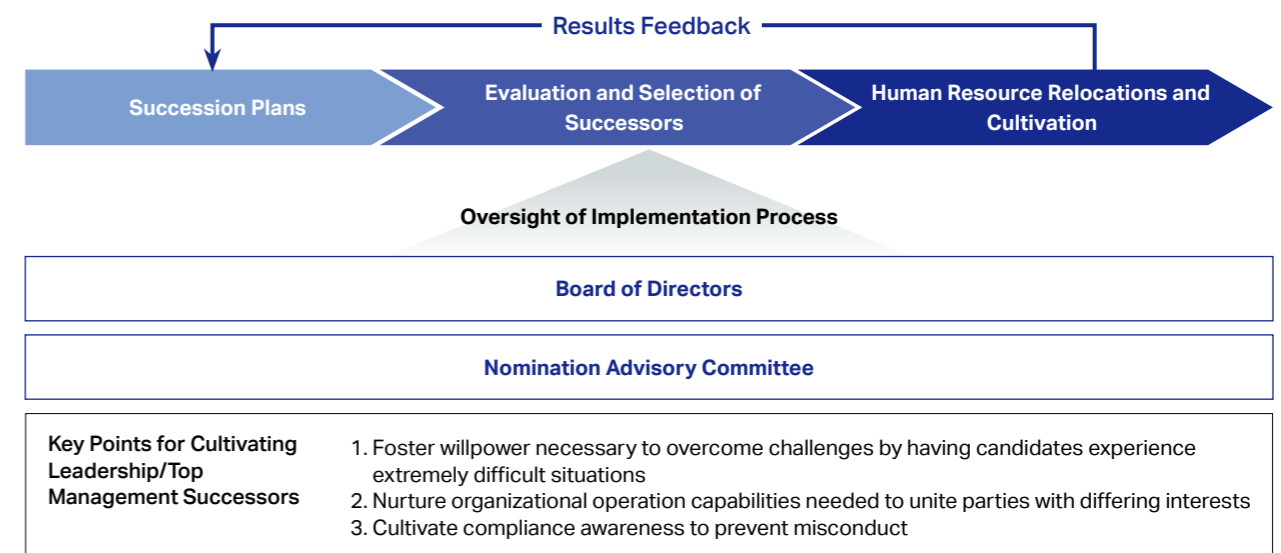 Results Feedback
Succession Plans
Evaluation and Selection of
Successors
Human Resource Relocations and
Cultivation
Oversight of Implementation Process
Board of Directors
Nomination Advisory Committee
Key Points for Cultivating
Leadership/Top
Management Successors
1. Foster willpower necessary to overcome challenges by having candidates experience
extremely difficult situations
2. Nurture organizational operation capabilities needed to unite parties with differing interests
3. Cultivate compliance awareness to prevent misconduct